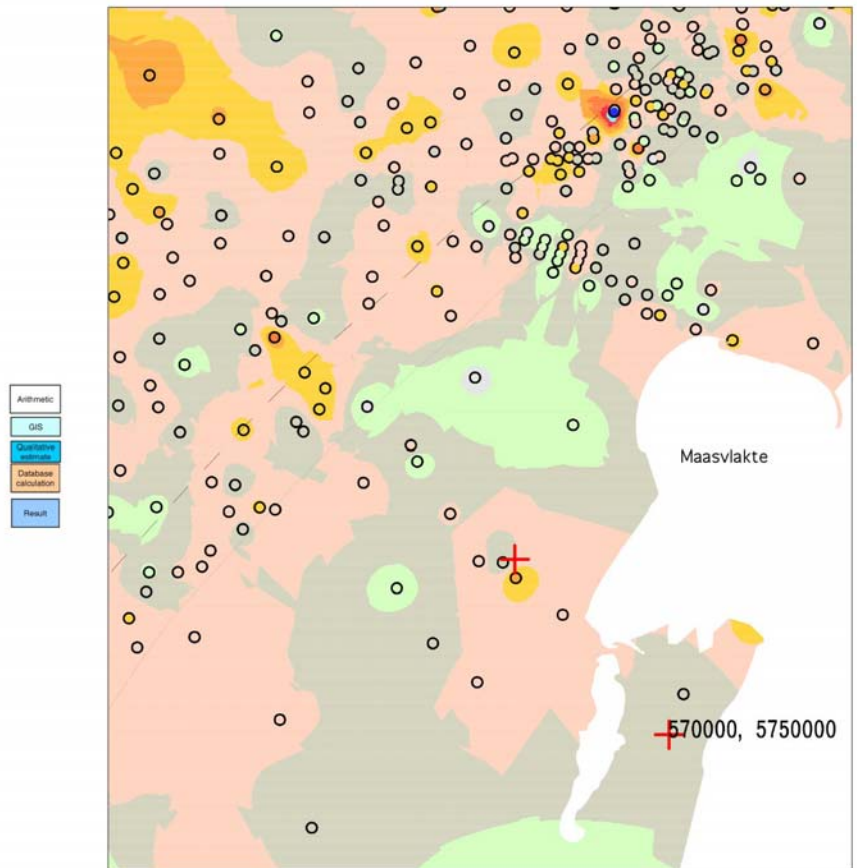 Arithmetic
GIS
Qualitative
estimate
Database
calculation
Result
Maasvlakte
570000, 5750000